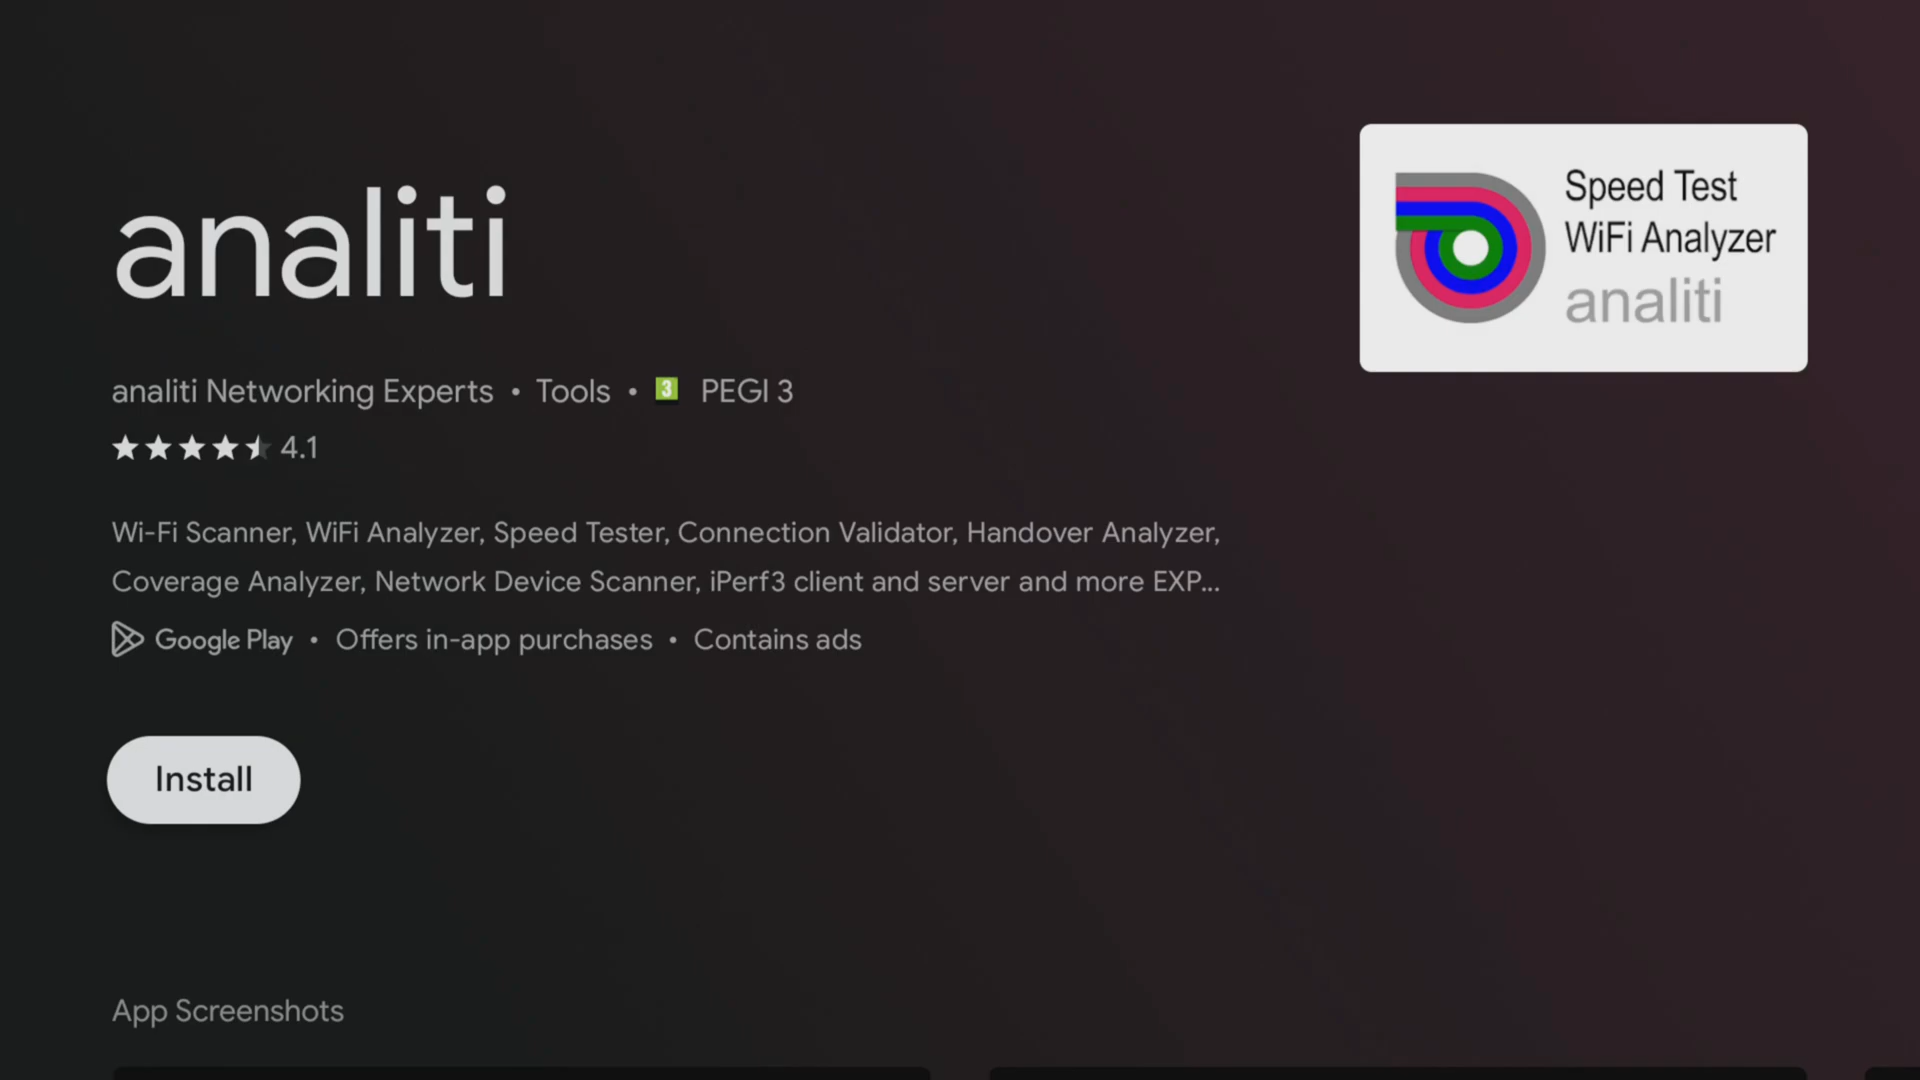 analiti
Speed Test
WiFi Analyzer
analiti
analiti Networking Experts • Tools • 3 PEGI 3
4.1
Wi-Fi Scanner, WiFi Analyzer, Speed Tester, Connection Validator, Handover Analyzer,
Coverage Analyzer, Network Device Scanner, iPerf3 client and server and more EXP...
Google Play • Offers in-app purchases • Contains ads
Install
App Screenshots